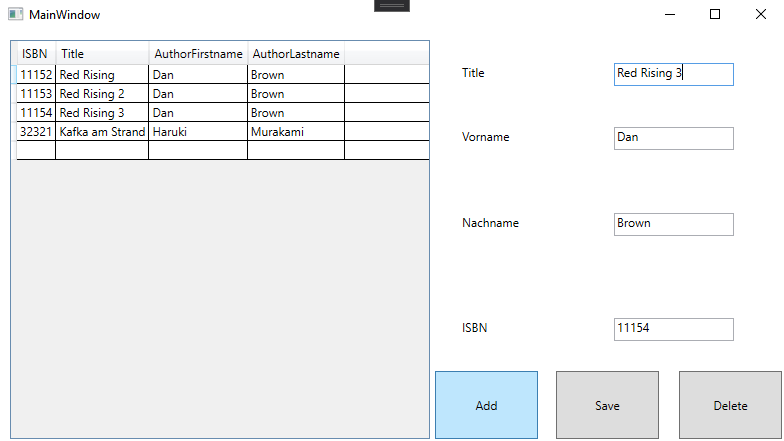 MainWindow
ISBN Title AuthorFirstname AuthorLastname
11152 Red Rising Dan Brown
11153 Red Rising 2 Dan Brown
11154 Red Rising 3 Dan Brown
32321 Kafka am Strand Haruki Murakami
Title Red Rising 3
Vorname Dan
Nachname Brown
ISBN 11154
Add Save Delete